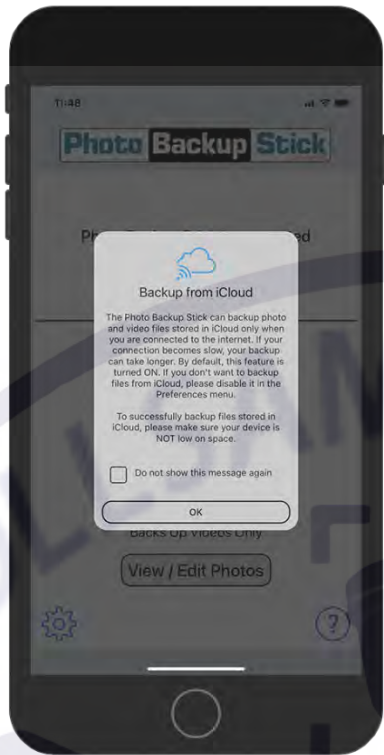 11:48
Photo Backup Stick
Ph
ed
Backup from iCloud
The Photo Backup Stick can backup photo
and video files stored in iCloud only when
you are connected to the internet. If your
connection becomes slow, your backup
can take longer. By default, this feature is
turned ON. If you don't want to backup
files from iCloud, please disable it in the
Preferences menu.
To successfully backup files stored in
iCloud, please make sure your device is
NOT low on space.
Do not show this message again
OK
Backs Up Videos Only
View / Edit Photos
?